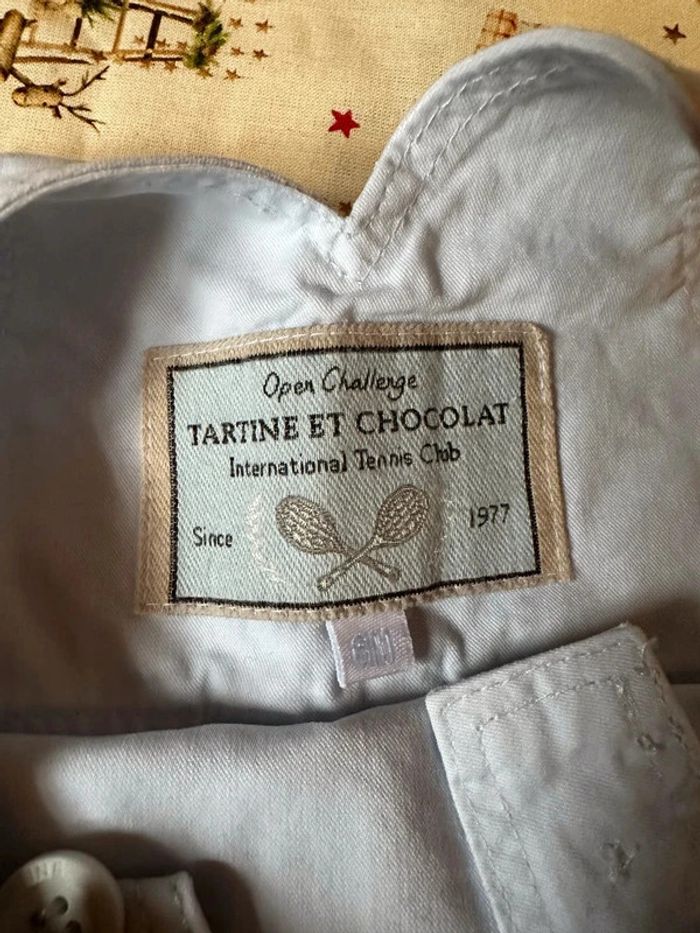 Open Challenge
TARTINE ET CHOCOLAT
International Tennis Club
Since 1977
6M